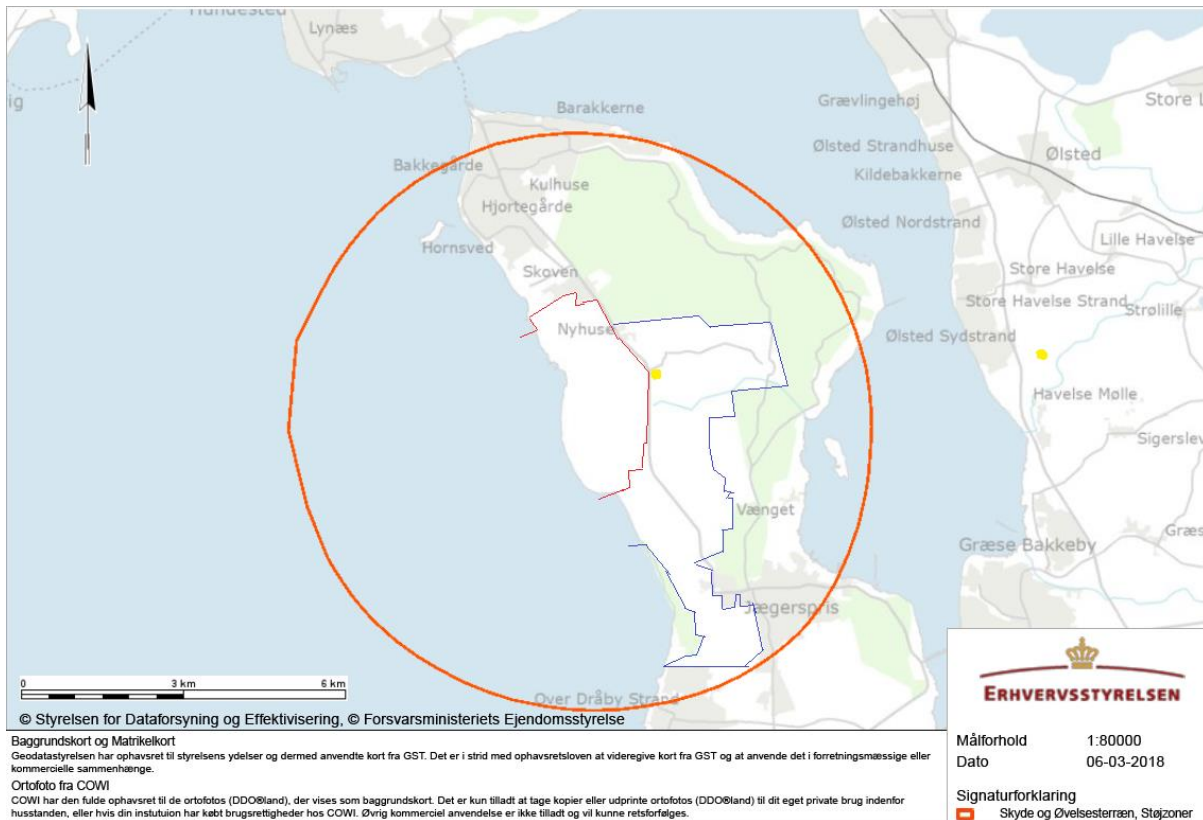 Hundested
Lynæs
ig
Barakkerne
Grævlingehøj
Store L
Bakkegårde
Ølsted Strandhuse
Ølsted
Kulhuse
Kildebakkerne
Hjortegårde
Ølsted Nordstrand
Hornsved
Lille Havelse
Skoven
Store Havelse
Store Havelse Strand
Strølille
Nyhuse
Ølsted Sydstrand
Havelse Mølle
Sigerslev
Vænget
Græse Bakkeby
Græs
Jægerspris
0 3 km 6 km
Over Dråby Strand
© Styrelsen for Dataforsyning og Effektivisering, © Forsvarsministeriets Ejendomsstyrelse
ERHVERVSSTYRELSEN
Baggrundskort og Matrikelkort
Geodatastyrelsen har ophavsret til styrelsens ydelser og dermed anvendte kort fra GST. Det er i strid med ophavsretsloven at videregive kort fra GST og at anvende det i forretningsmæssige eller
kommercielle sammenhænge.
Ortofoto fra COWI
COWI har den fulde ophavsret til de ortofotos (DDO®land), der vises som baggrundskort. Det er kun tilladt at tage kopier eller udprinte ortofotos (DDO®land) til dit eget private brug indenfor
husstanden, eller hvis din instutuion har købt brugsrettigheder hos COWI. Øvrig kommerciel anvendelse er ikke tilladt og vil kunne retsforfølges.
Målforhold 1:80000
Dato 06-03-2018
Signaturforklaring
Skyde og Øvelsesterræn, Støjzoner